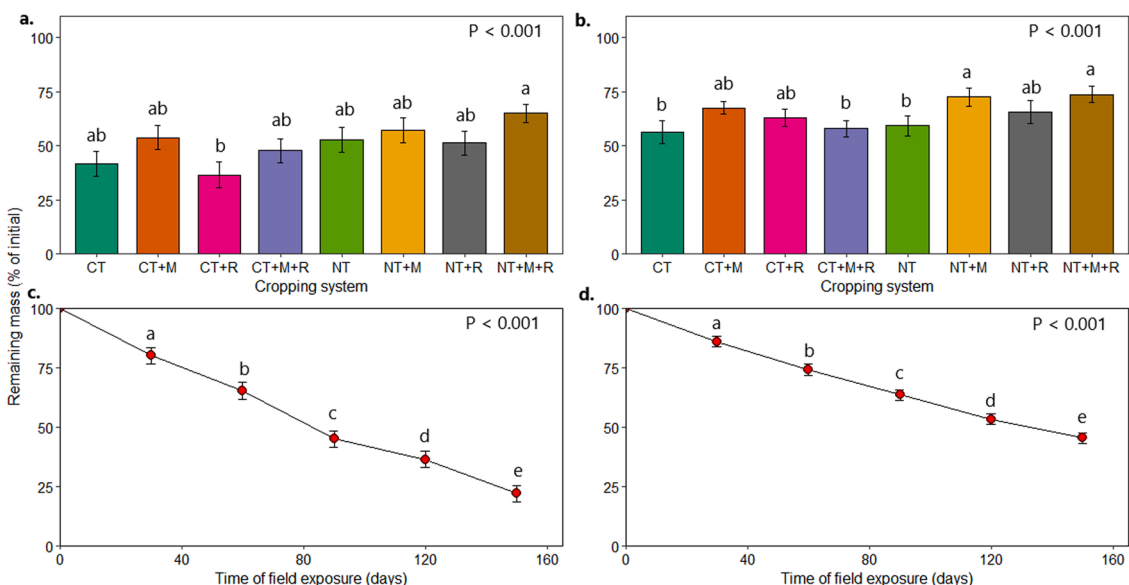 a.
P < 0.001
100
75
50
25
0
ab
ab
b
ab
ab
ab
ab
a
CT
CT+M
CT+R
CT+M+R
NT
NT+M
NT+R
NT+M+R
Cropping system
b.
P < 0.001
100
75
50
25
0
b
ab
ab
b
b
a
ab
a
CT
CT+M
CT+R
CT+M+R
NT
NT+M
NT+R
NT+M+R
Cropping system
Remaining mass (% of initial)
c.
P < 0.001
100
75
50
25
0
a
b
c
d
e
0
40
80
120
160
Time of field exposure (days)
d.
P < 0.001
100
75
50
25
0
a
b
c
d
e
0
40
80
120
160
Time of field exposure (days)